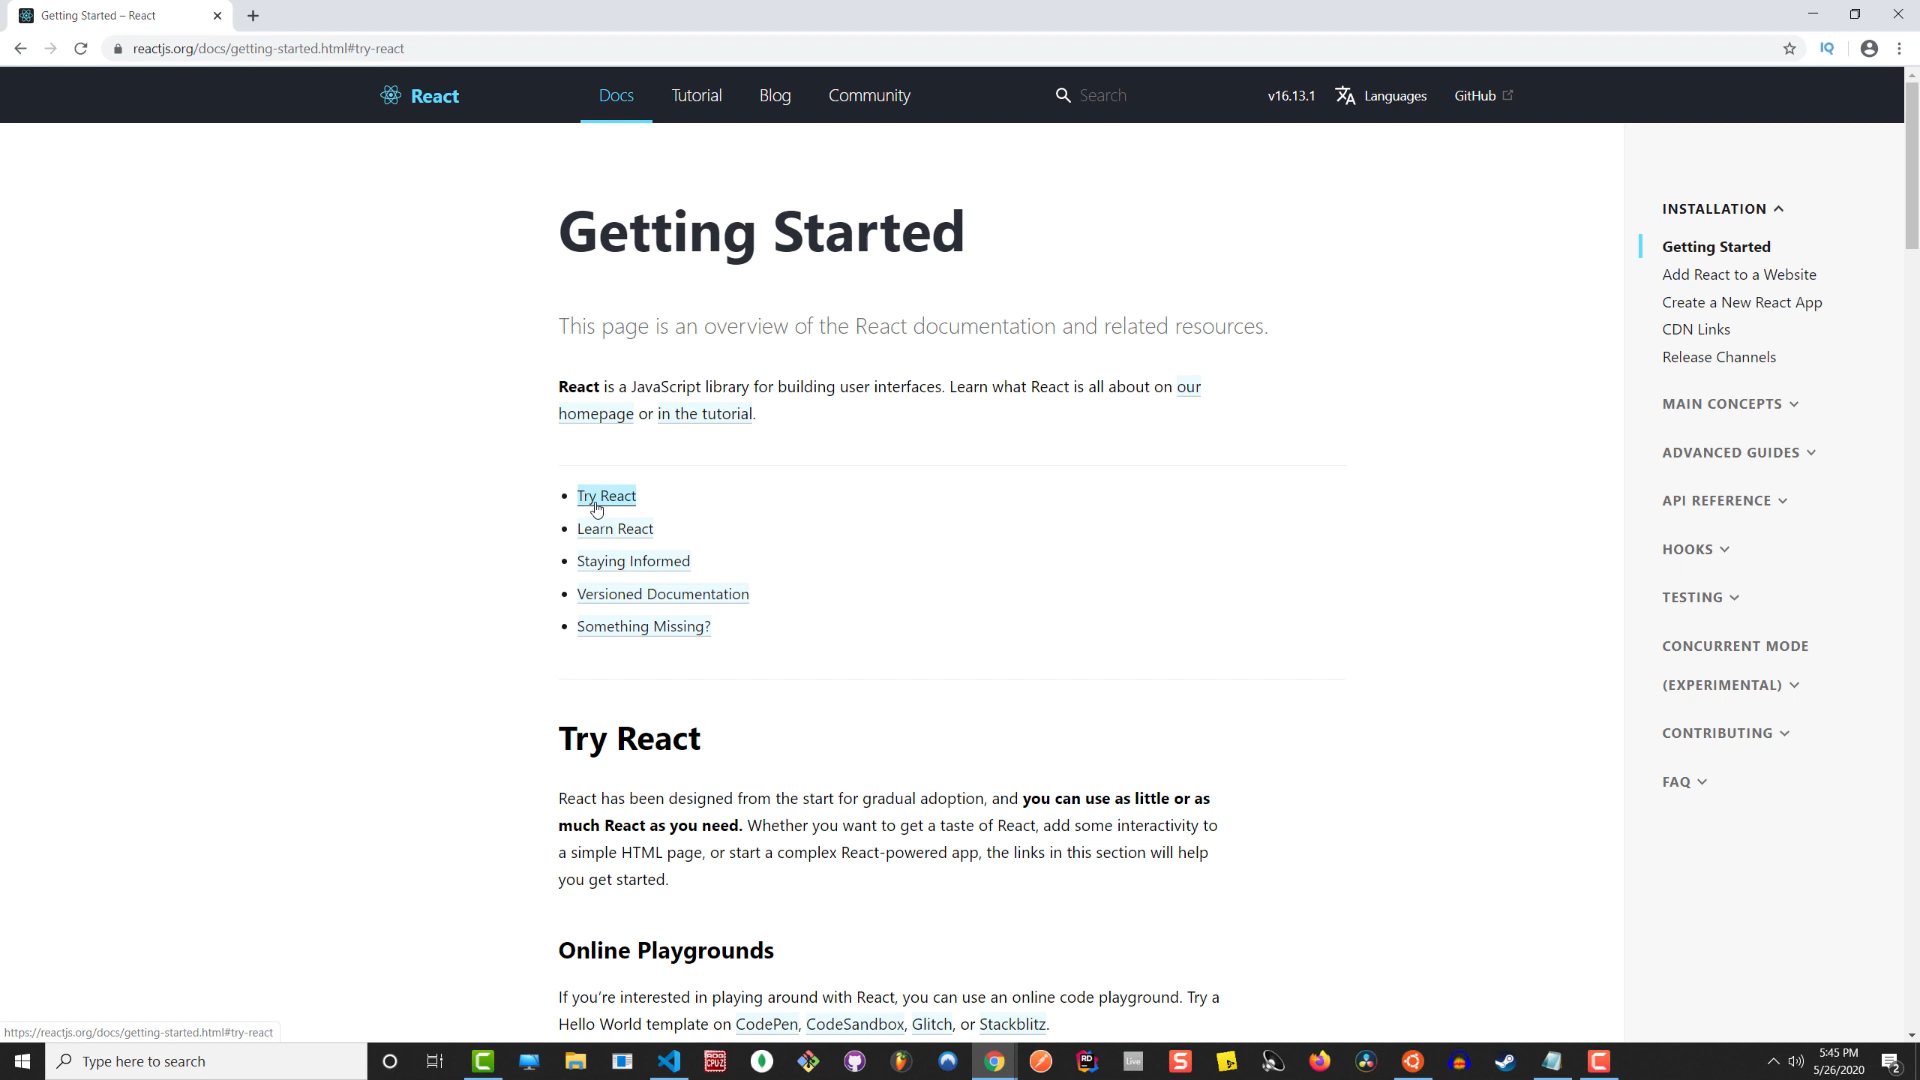 Getting Started – React
reactjs.org/docs/getting-started.html#try-react
IQ
React
Docs
Tutorial
Blog
Community
Search
v16.13.1
Languages
GitHub
Getting Started
This page is an overview of the React documentation and related resources.
React is a JavaScript library for building user interfaces. Learn what React is all about on our
homepage or in the tutorial.
• Try React
• Learn React
• Staying Informed
• Versioned Documentation
• Something Missing?
Try React
React has been designed from the start for gradual adoption, and you can use as little or as
much React as you need. Whether you want to get a taste of React, add some interactivity to
a simple HTML page, or start a complex React-powered app, the links in this section will help
you get started.
Online Playgrounds
If you're interested in playing around with React, you can use an online code playground. Try a
Hello World template on CodePen, CodeSandbox, Glitch, or Stackblitz.
INSTALLATION
Getting Started
Add React to a Website
Create a New React App
CDN Links
Release Channels
MAIN CONCEPTS
ADVANCED GUIDES
API REFERENCE
HOOKS
TESTING
CONCURRENT MODE
(EXPERIMENTAL)
CONTRIBUTING
FAQ
https://reactjs.org/docs/getting-started.html#try-react
Type here to search
CPU-Z
RD
Live
S
C
5:45 PM
5/26/2020
2